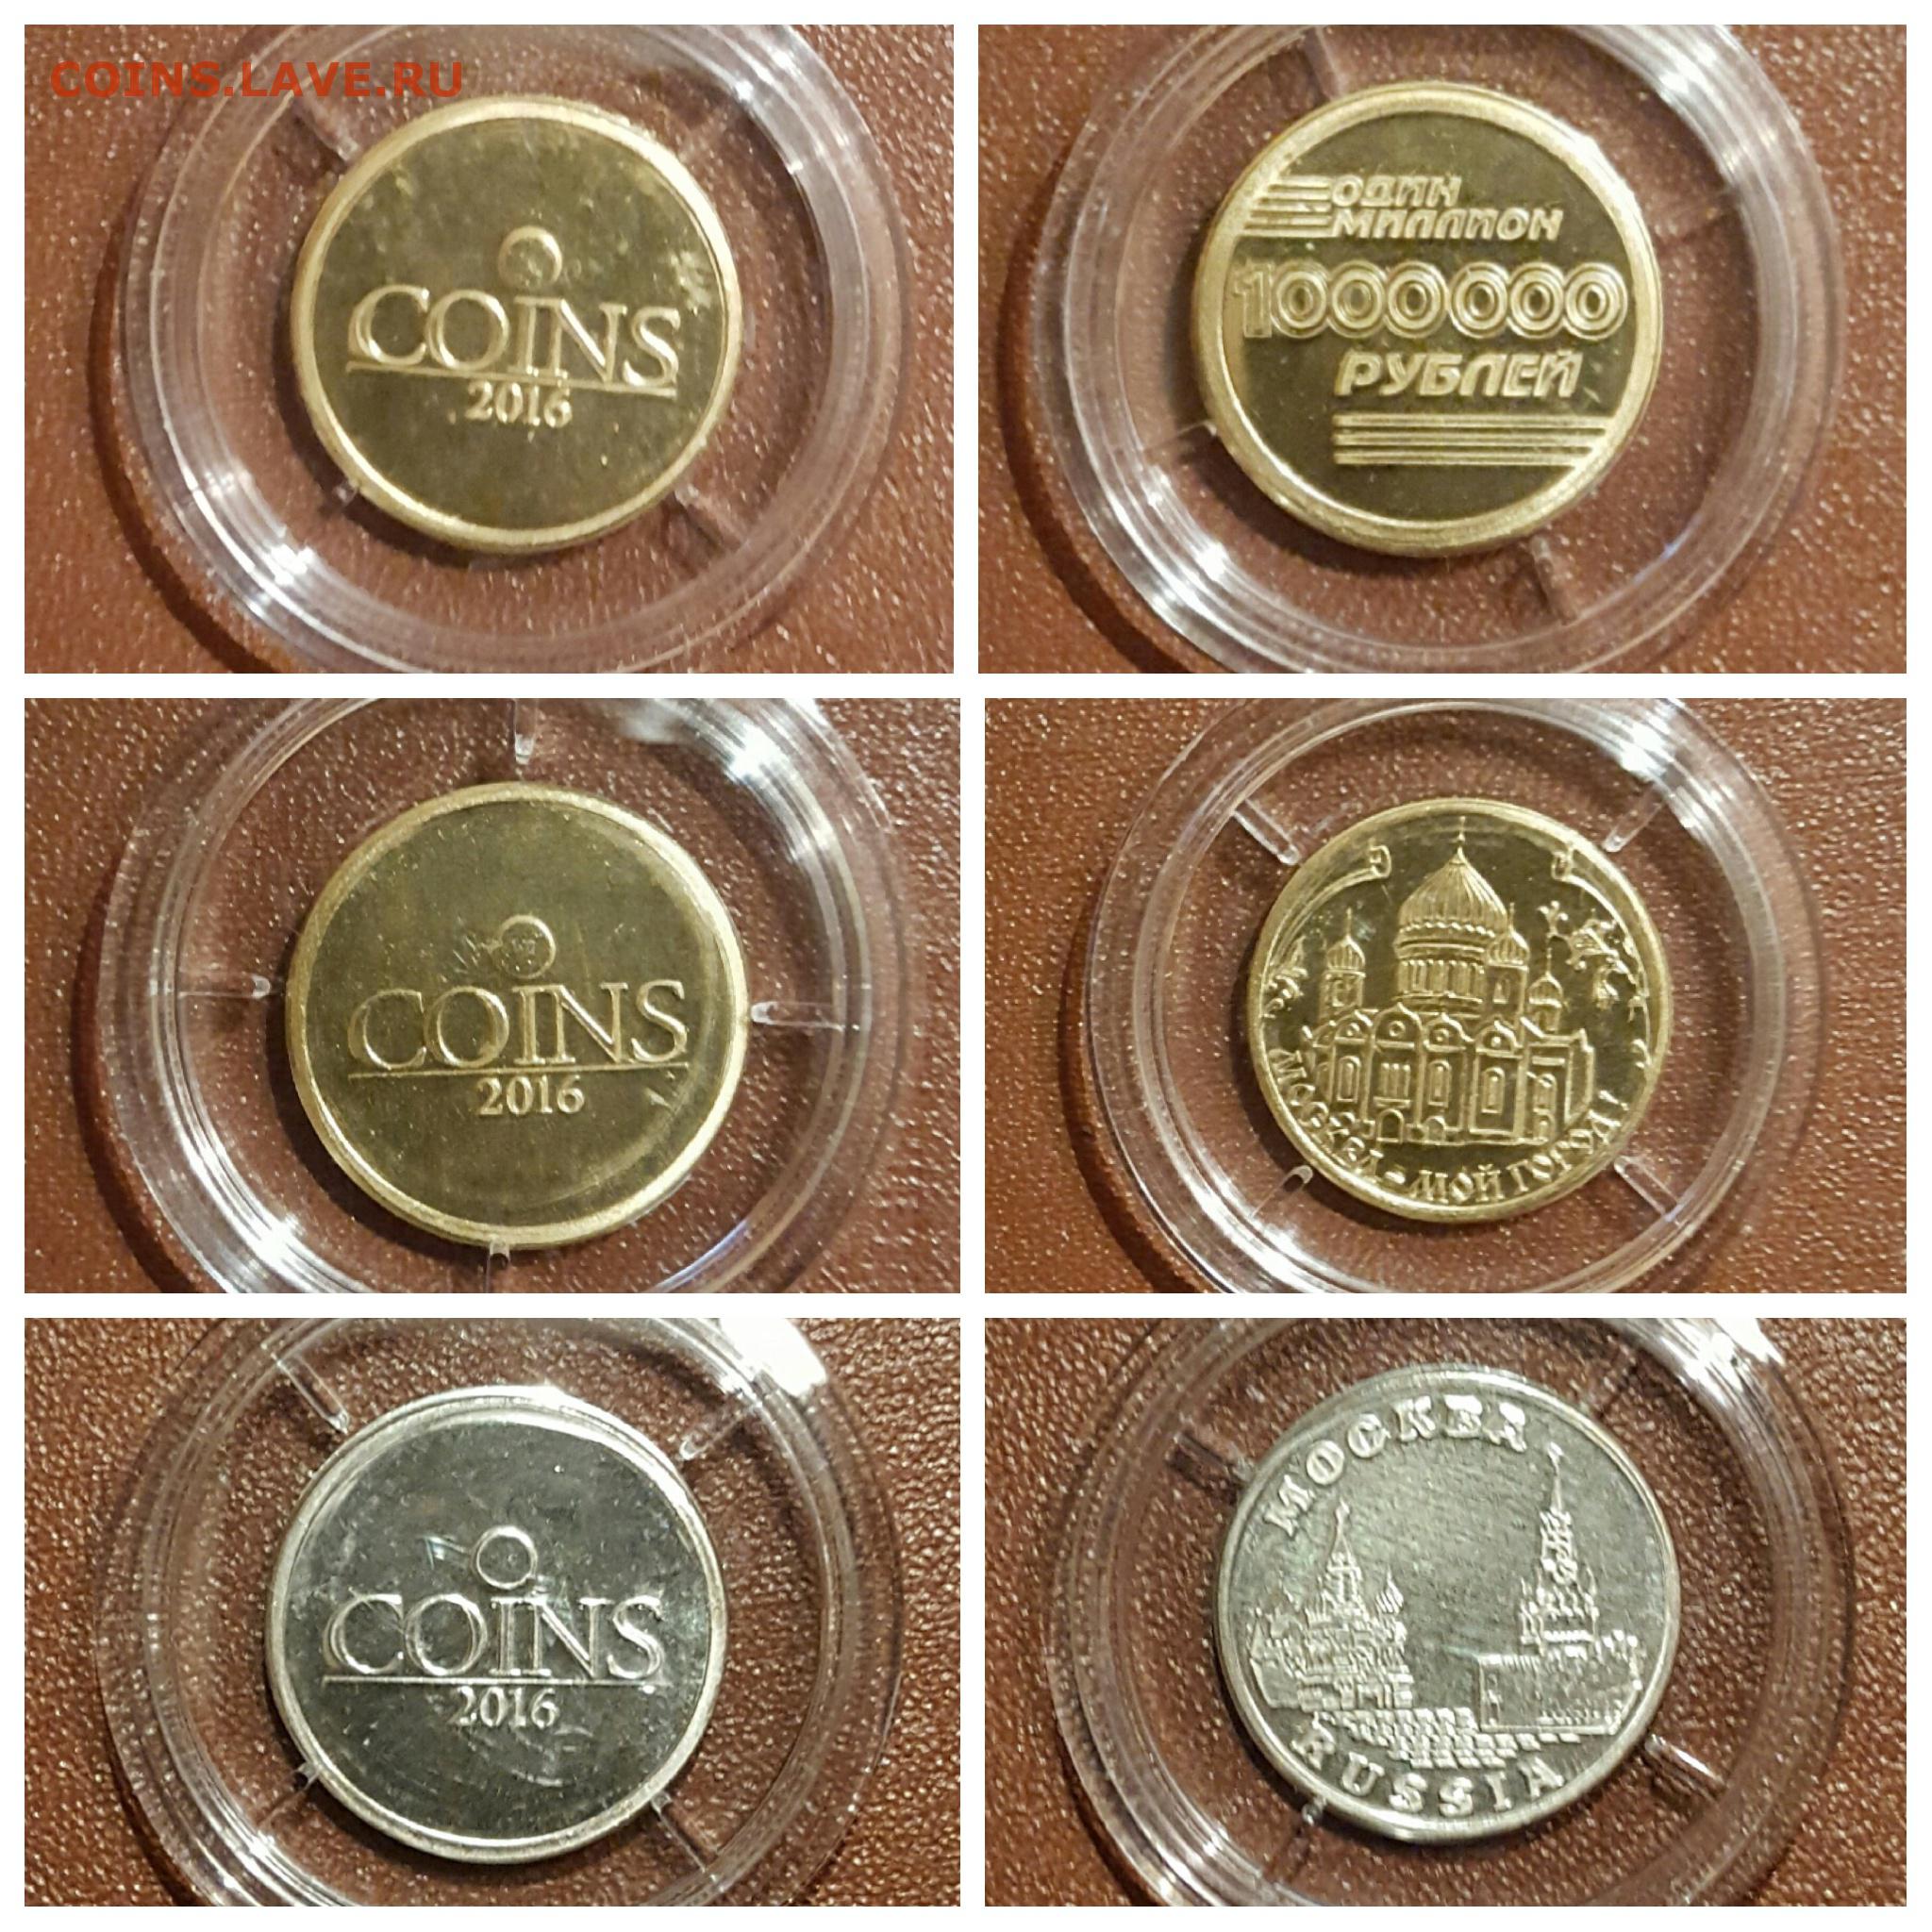 COINS.LAVE.RU
COINS
2016
ОДИН
МИЛЛИОН
1000000
РУБЛЕЙ
COINS
2016
МОСКВА - МОЙ ГОРОД!
COINS
2016
МОСКВА
RUSSIA